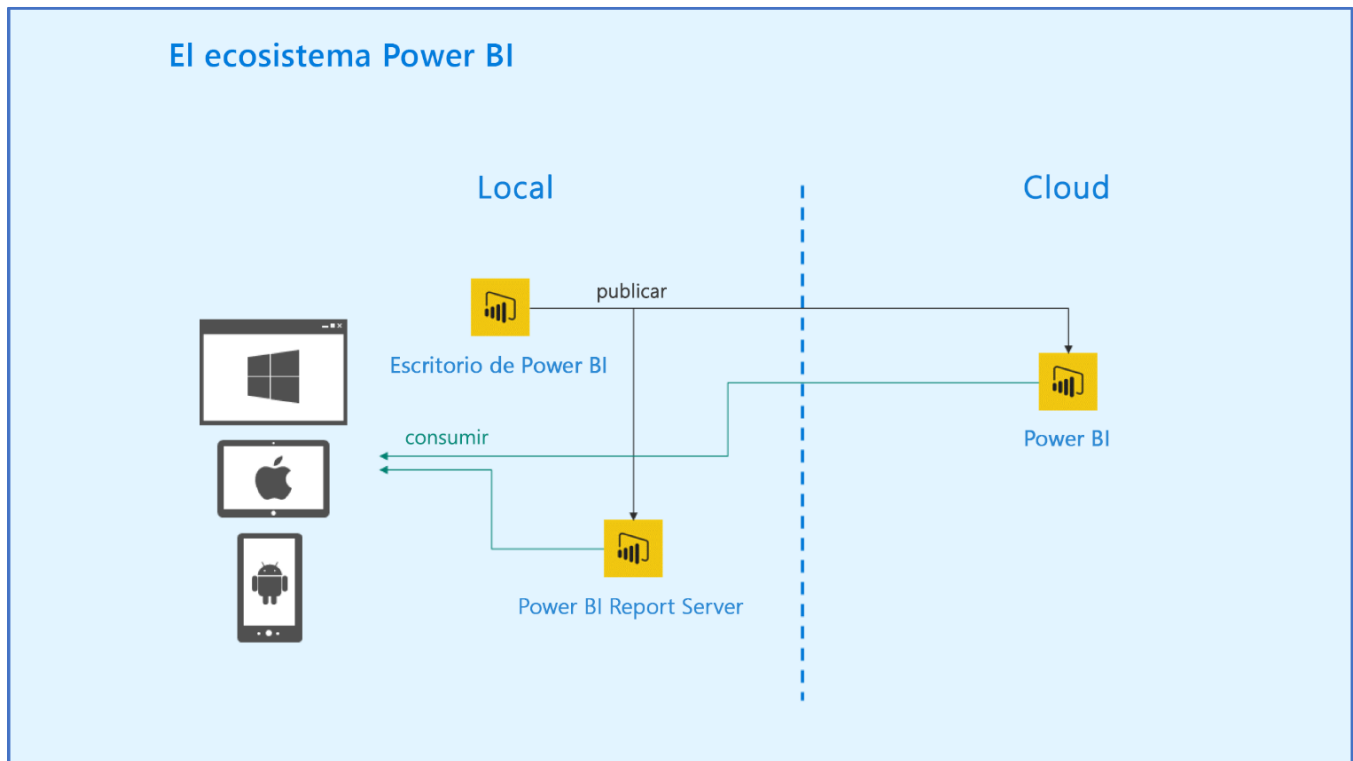 El ecosistema Power BI
Local
Cloud
publicar
Escritorio de Power BI
consumir
Power BI
Power BI Report Server